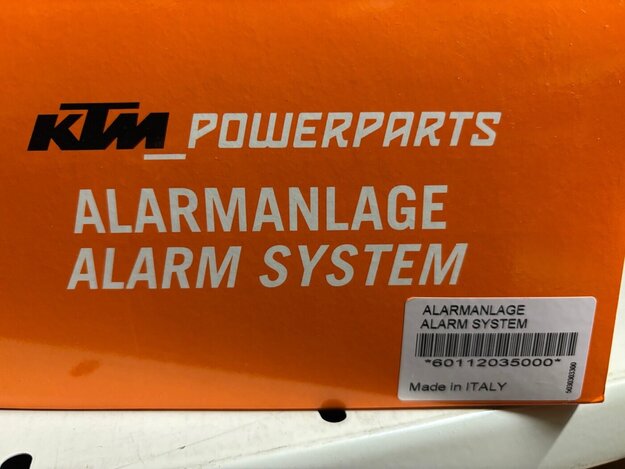 KTM_POWERPARTS
ALARMANLAGE
ALARM SYSTEM
ALARMANLAGE
ALARM SYSTEM
*60112035000*
Made in ITALY